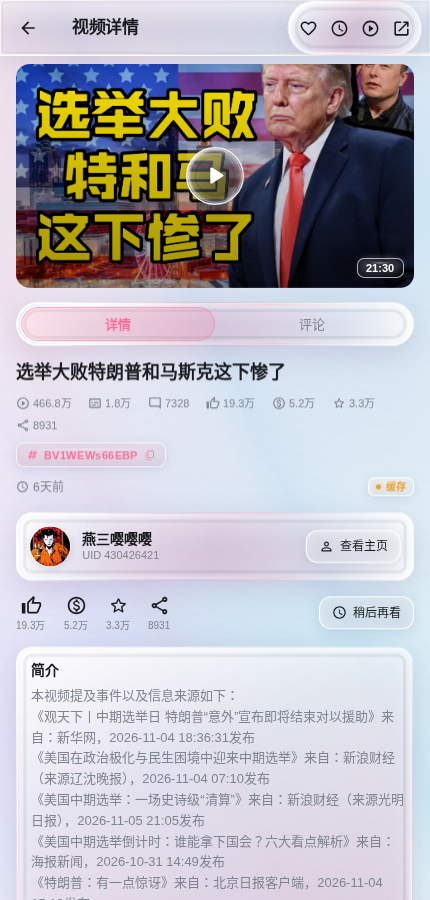 视频详情
选举大败
特和马
这下惨了
21:30
详情
评论
选举大败特朗普和马斯克这下惨了
466.8万 1.8万 7328 19.3万 5.2万 3.3万
8931
# BV1WEWs66EBP
6天前
缓存
燕三嘤嘤嘤
UID 430426421
查看主页
19.3万 5.2万 3.3万 8931
稍后再看
简介
本视频提及事件以及信息来源如下：
《观天下丨中期选举日 特朗普“意外”宣布即将结束对以援助》来
自：新华网，2026-11-04 18:36:31发布
《美国在政治极化与民生困境中迎来中期选举》来自：新浪财经
（来源辽沈晚报），2026-11-04 07:10发布
《美国中期选举：一场史诗级“清算”》来自：新浪财经（来源光明
日报），2026-11-05 21:05发布
《美国中期选举倒计时：谁能拿下国会？六大看点解析》来自：
海报新闻，2026-10-31 14:49发布
《特朗普：有一点惊讶》来自：北京日报客户端，2026-11-04